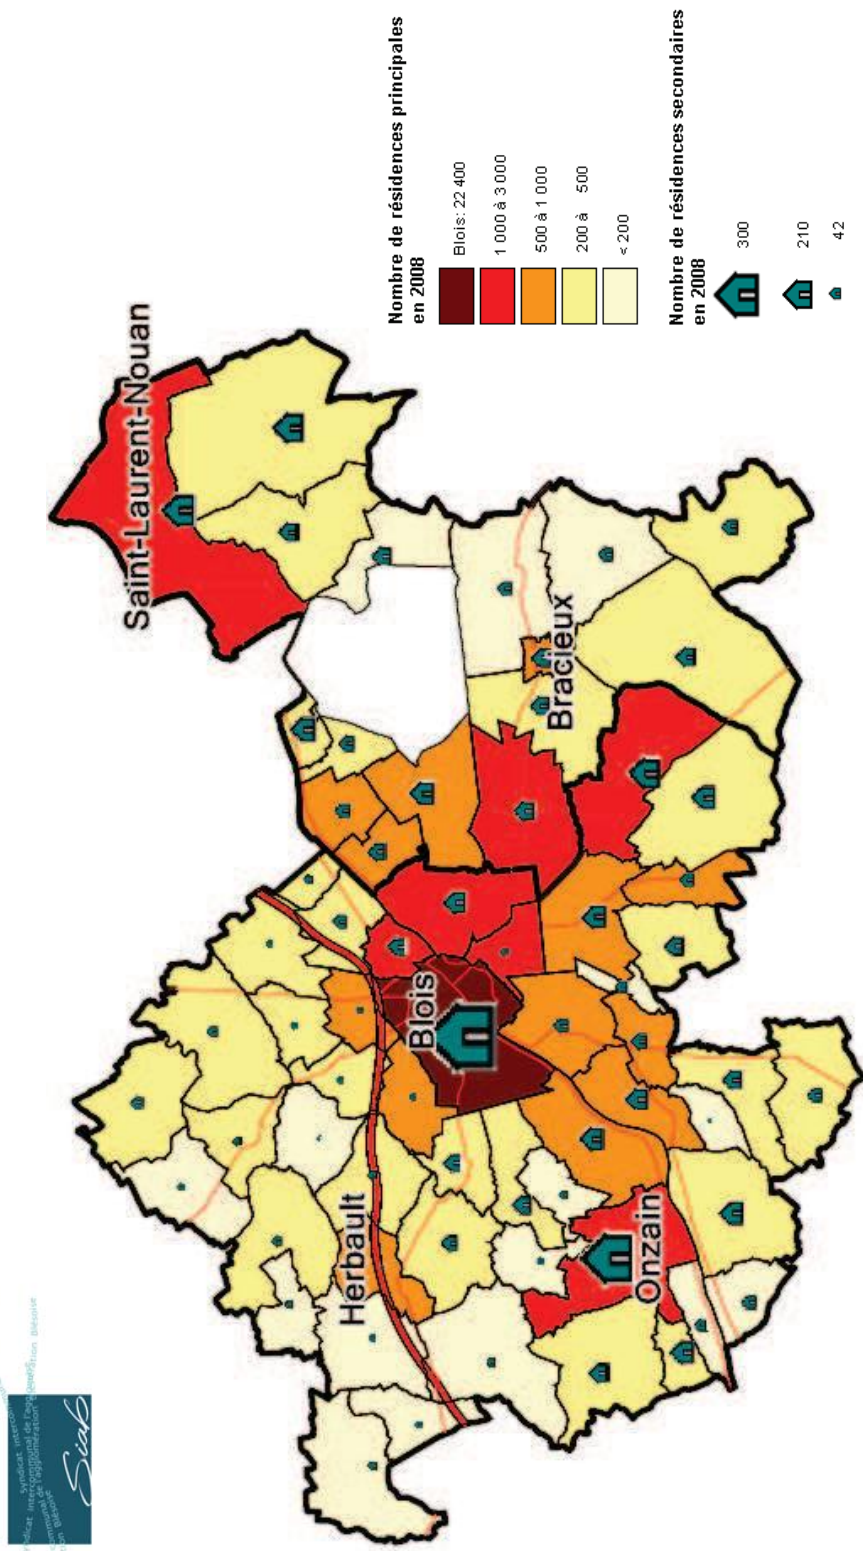 Saint-Laurent-Nouan
Herbault
Blois
Bracieux
Onzain
Nombre de résidences principales
en 2008
Blois: 22 400
1 000 à 3 000
500 à 1 000
200 à 500
< 200
Nombre de résidences secondaires
en 2008
300
210
42
Siab